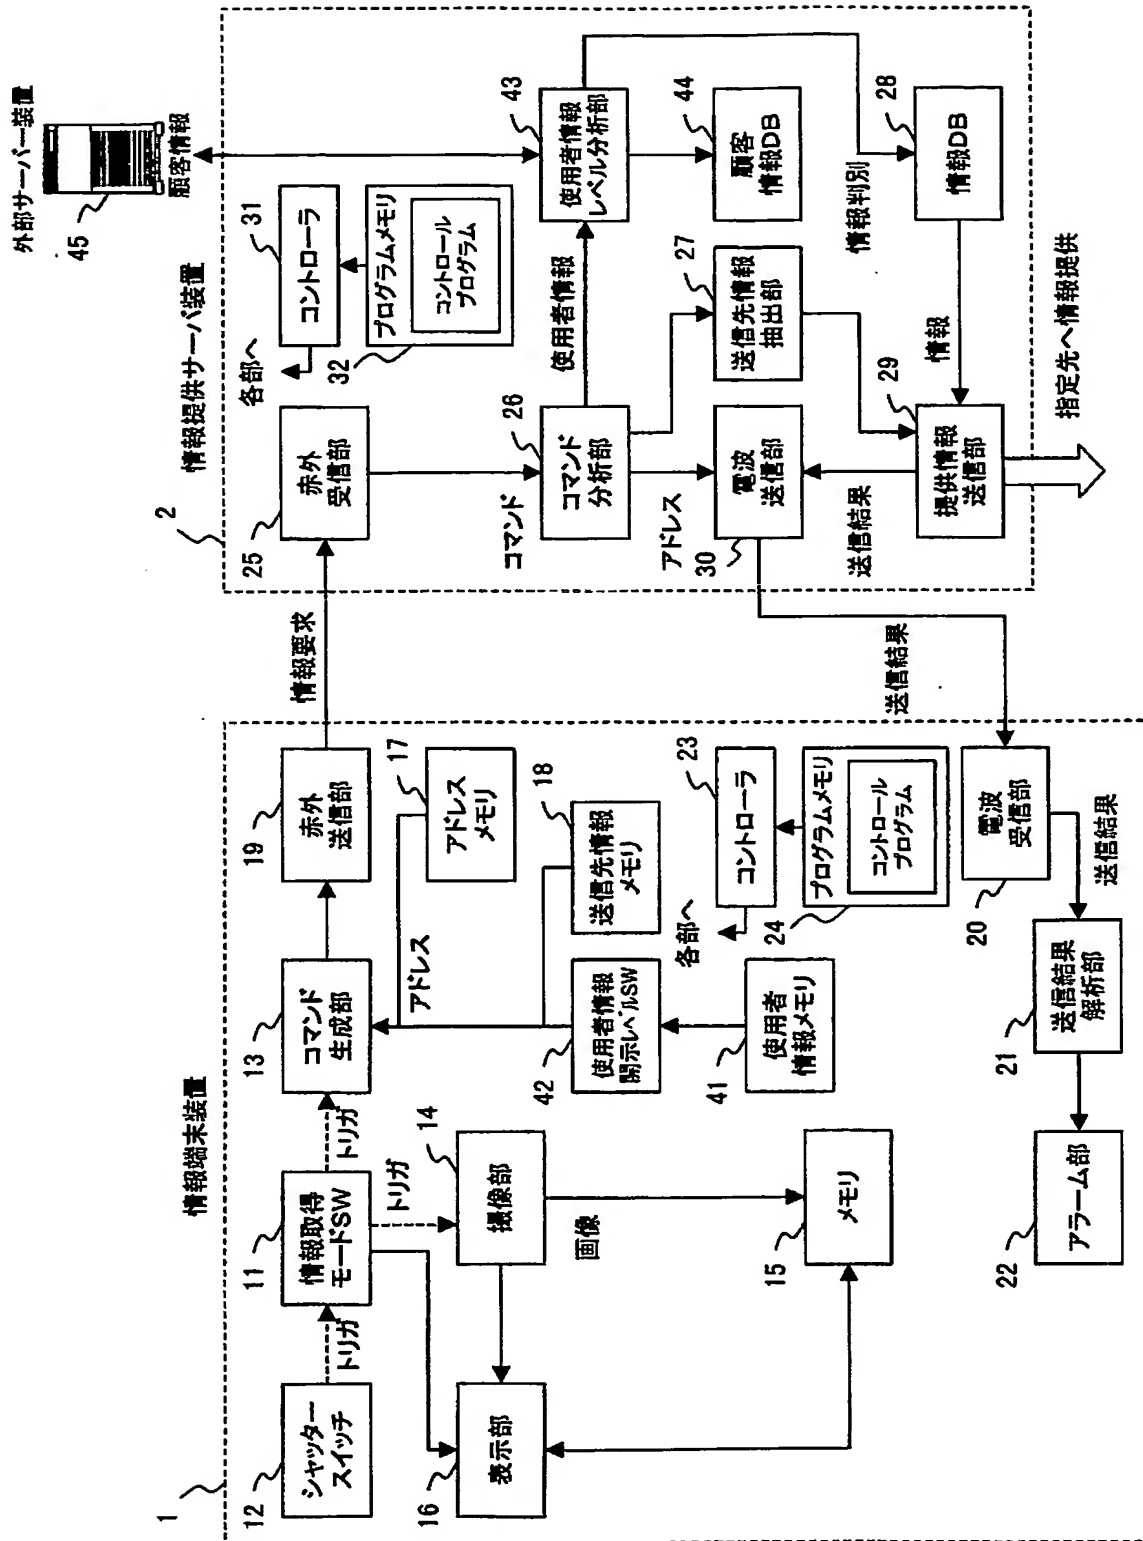 情報端末装置
1
12
シャッター
スイッチ
トリガ
11
情報取得
モードSW
トリガ
トリガ
13
コマンド
生成部
19
赤外
送信部
情報要求
16
表示部
14
撮像部
画像
15
メモリ
アドレス
17
アドレス
メモリ
18
送信先情報
メモリ
42
使用者情報
開示レベルSW
41
使用者
情報メモリ
各部へ
23
コントローラ
プログラムメモリ
コントロール
プログラム
24
電波
受信部
20
送信結果
21
送信結果
解析部
22
アラーム部
送信結果
情報提供サーバ装置
2
25
赤外
受信部
各部へ
31
コントローラ
プログラムメモリ
コントロール
プログラム
32
外部サーバー装置
45
顧客情報
コマンド
26
コマンド
分析部
使用者情報
43
使用者情報
レベル分析部
アドレス
30
電波
送信部
27
送信先情報
抽出部
44
顧客
情報DB
情報判別
送信結果
29
提供情報
送信部
情報
28
情報DB
指定先へ情報提供